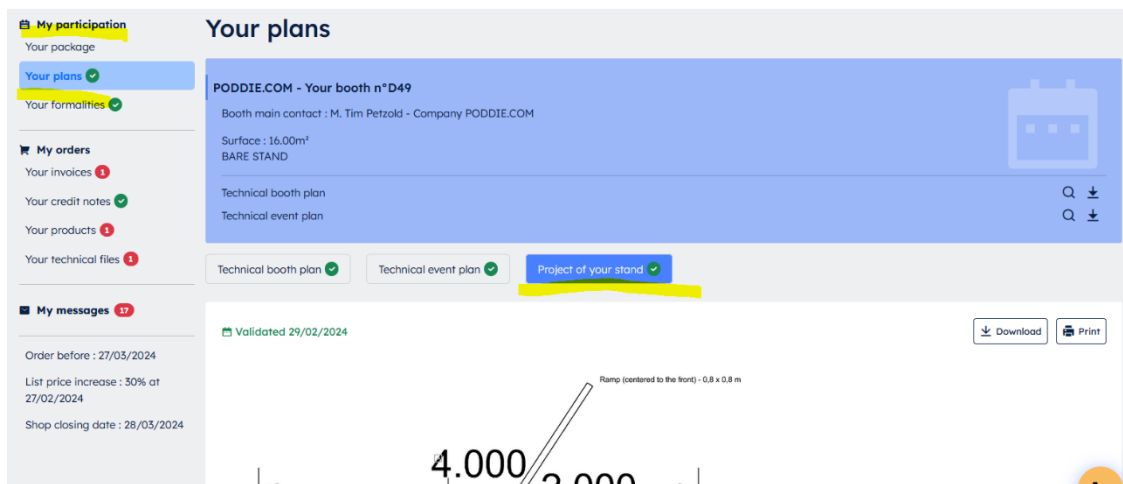 My participation
Your package
Your plans
Your formalities
My orders
Your invoices 1
Your credit notes
Your products 1
Your technical files 1
My messages 17
Order before : 27/03/2024
List price increase : 30% at
27/02/2024
Shop closing date : 28/03/2024
Your plans
PODDIE.COM - Your booth n°D49
Booth main contact : M. Tim Petzold - Company PODDIE.COM
Surface : 16.00m²
BARE STAND
Technical booth plan
Technical event plan
Technical booth plan
Technical event plan
Project of your stand
Validated 29/02/2024
Download
Print
Ramp (centered to the front) - 0,8 x 0,8 m
4.000